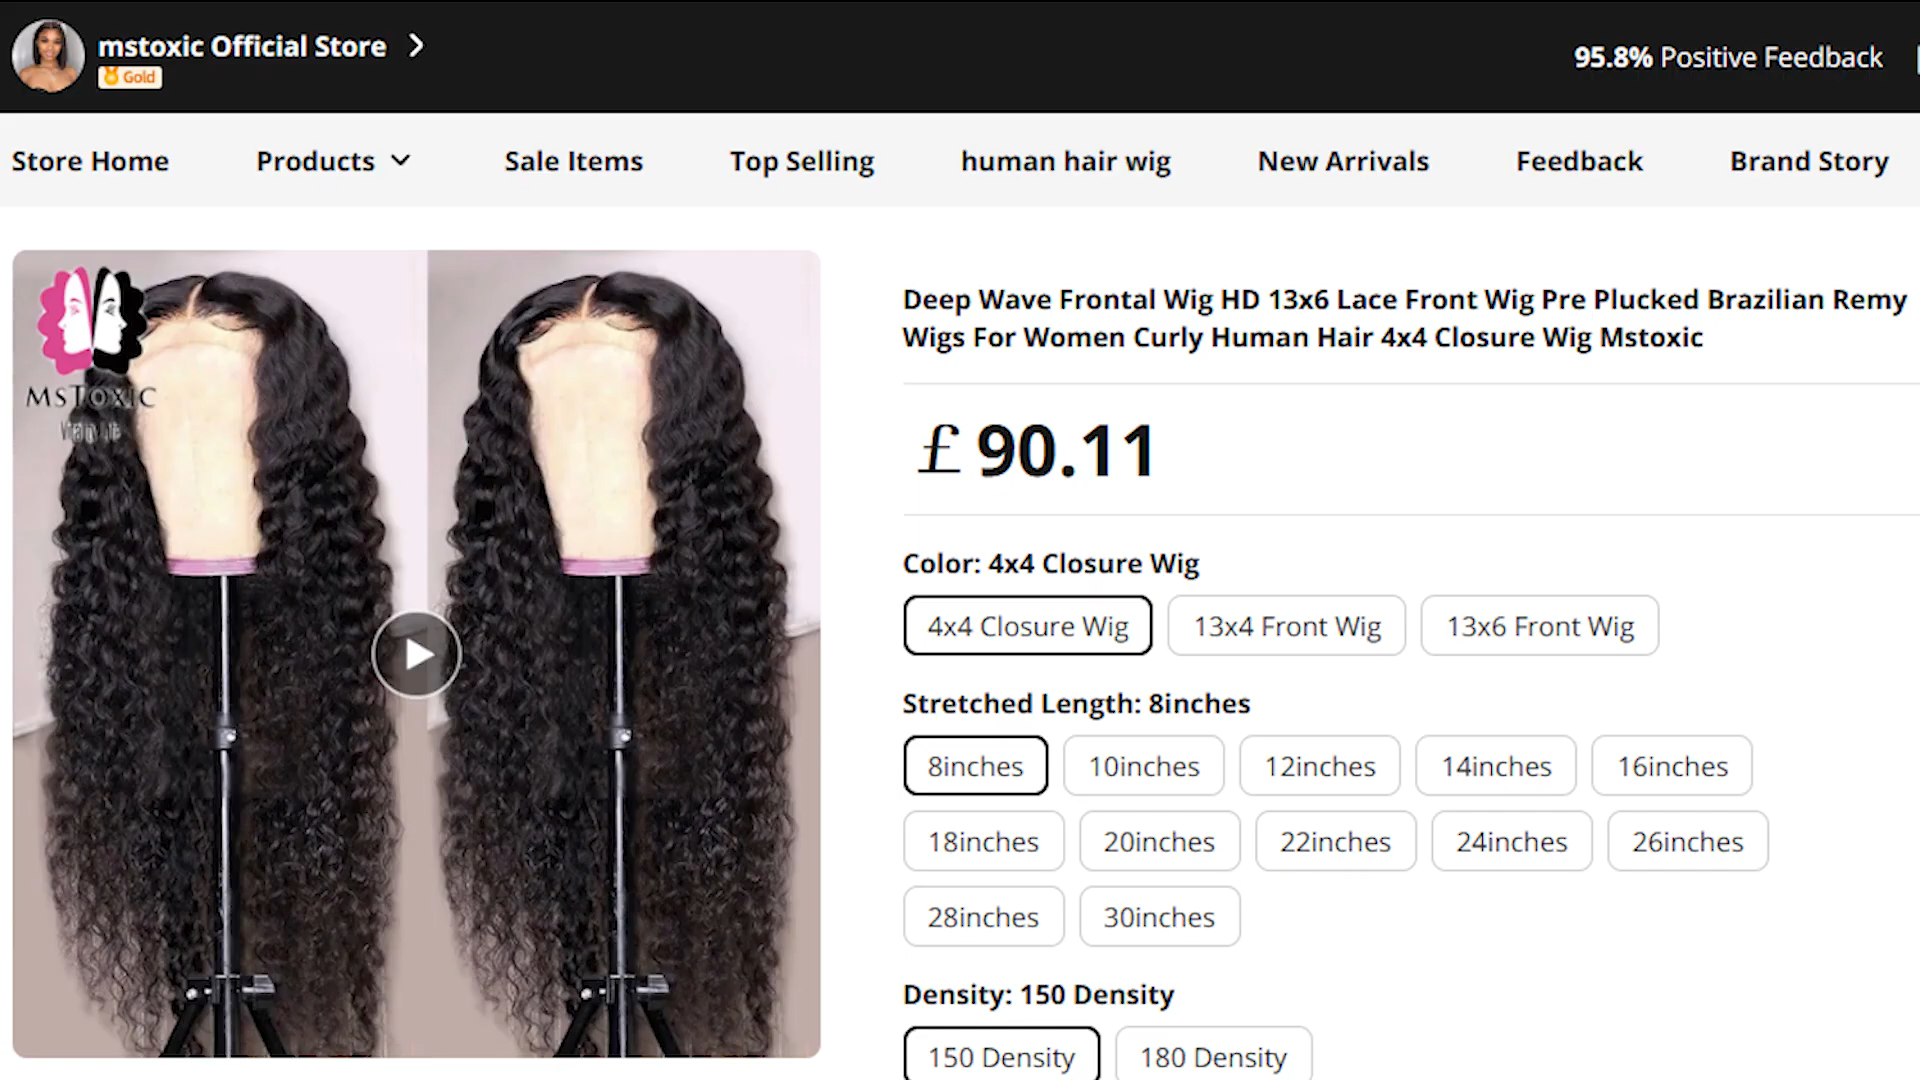 mstoxic Official Store
Gold
95.8% Positive Feedback
Store Home
Products
Sale Items
Top Selling
human hair wig
New Arrivals
Feedback
Brand Story
MSTOXIC
Deep Wave Frontal Wig HD 13x6 Lace Front Wig Pre Plucked Brazilian Remy
Wigs For Women Curly Human Hair 4x4 Closure Wig Mstoxic
£ 90.11
Color: 4x4 Closure Wig
4x4 Closure Wig
13x4 Front Wig
13x6 Front Wig
Stretched Length: 8inches
8inches
10inches
12inches
14inches
16inches
18inches
20inches
22inches
24inches
26inches
28inches
30inches
Density: 150 Density
150 Density
180 Density